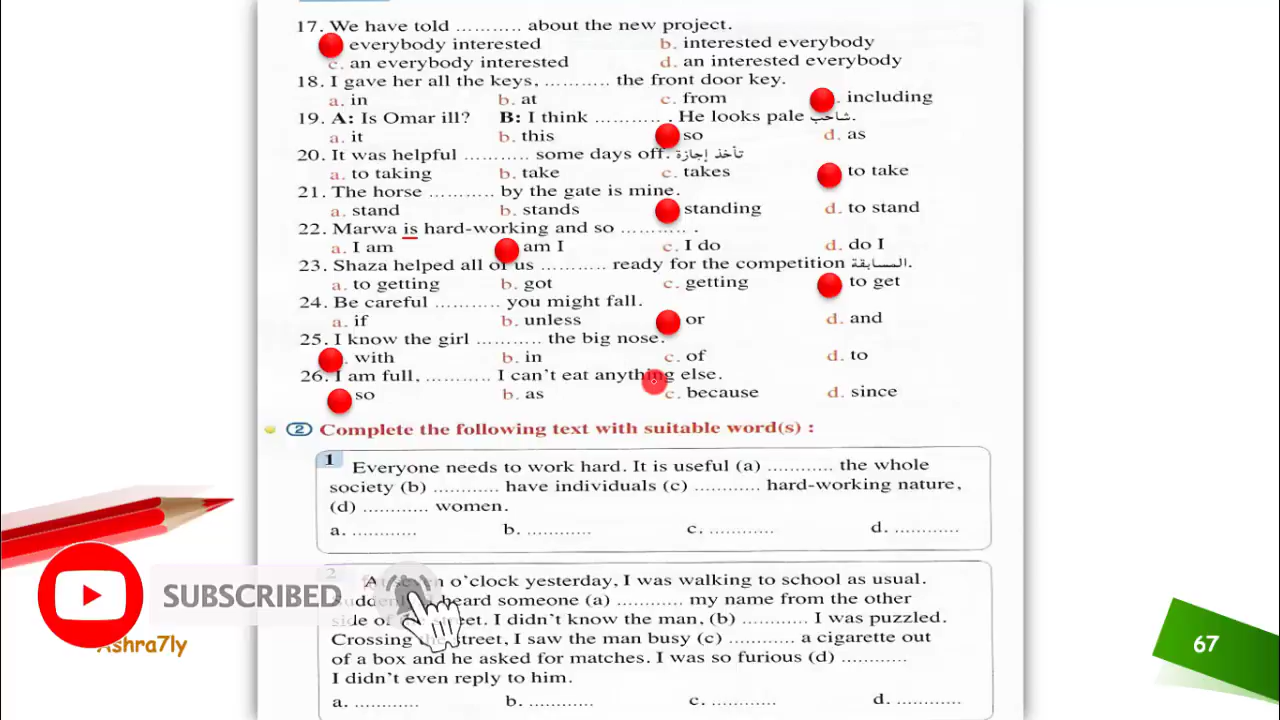 17. We have told ........... about the new project.
everybody interested b. interested everybody
c. an everybody interested d. an interested everybody
18. I gave her all the keys, ........... the front door key.
a. in b. at c. from . including
19. A: Is Omar ill? B: I think ........... . He looks pale شاحب.
a. it b. this so d. as
20. It was helpful ........... some days off. تأخذ إجازة
a. to taking b. take c. takes to take
21. The horse ........... by the gate is mine.
a. stand b. stands standing d. to stand
22. Marwa is hard-working and so ........... .
a. I am am I c. I do d. do I
23. Shaza helped all of us ........... ready for the competition المسابقة.
a. to getting b. got c. getting to get
24. Be careful ........... you might fall.
a. if b. unless or d. and
25. I know the girl ........... the big nose.
. with b. in c. of d. to
26. I am full, ........... I can't eat anything else.
so b. as c. because d. since
2 Complete the following text with suitable word(s) :
1 Everyone needs to work hard. It is useful (a) ........... the whole
society (b) ........... have individuals (c) ........... hard-working nature,
(d) ........... women.
a. ........... b. ........... c. ........... d. ...........
2 o'clock yesterday, I was walking to school as usual.
heard someone (a) ........... my name from the other
side of street. I didn't know the man, (b) ........... I was puzzled.
Crossing the street, I saw the man busy (c) ........... a cigarette out
of a box and he asked for matches. I was so furious (d) ...........
I didn't even reply to him.
a. ........... b. ........... c. ........... d. ...........
SUBSCRIBED
Ashra7ly
67